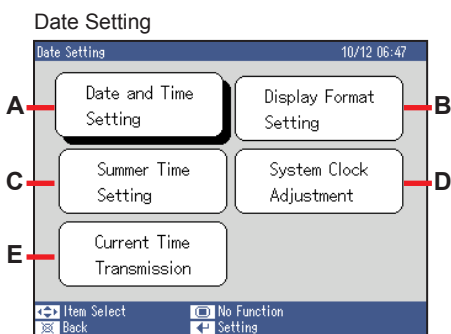 Date Setting
Date Setting 10/12 06:47
A
Date and Time
Setting
Display Format
Setting
B
C
Summer Time
Setting
System Clock
Adjustment
D
E
Current Time
Transmission
Item Select No Function
Back Setting